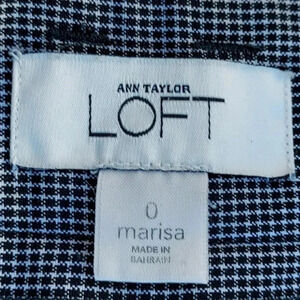 ANN TAYLOR
LOFT
0
marisa
MADE IN
BAHRAIN